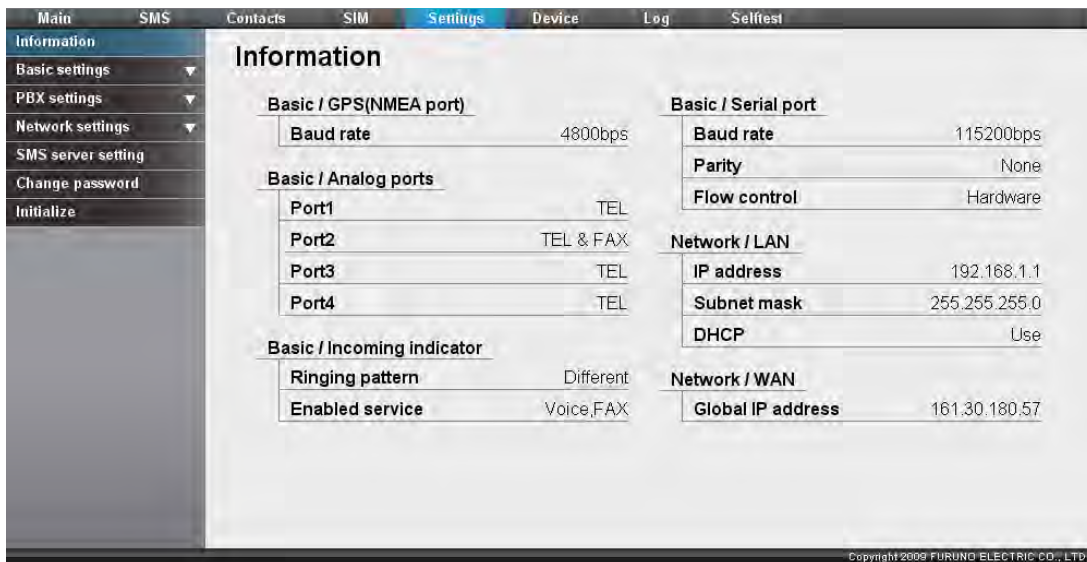 Main SMS Contacts SIM Settings Device Log Selftest
Information
Basic settings
PBX settings
Network settings
SMS server setting
Change password
Initialize
Information
Basic / GPS(NMEA port)
Baud rate 4800bps
Basic / Analog ports
Port1 TEL
Port2 TEL & FAX
Port3 TEL
Port4 TEL
Basic / Incoming indicator
Ringing pattern Different
Enabled service Voice,FAX
Basic / Serial port
Baud rate 115200bps
Parity None
Flow control Hardware
Network / LAN
IP address 192.168.1.1
Subnet mask 255.255.255.0
DHCP Use
Network / WAN
Global IP address 161.30.180.57
Copyright 2009 FURUNO ELECTRIC CO., LTD